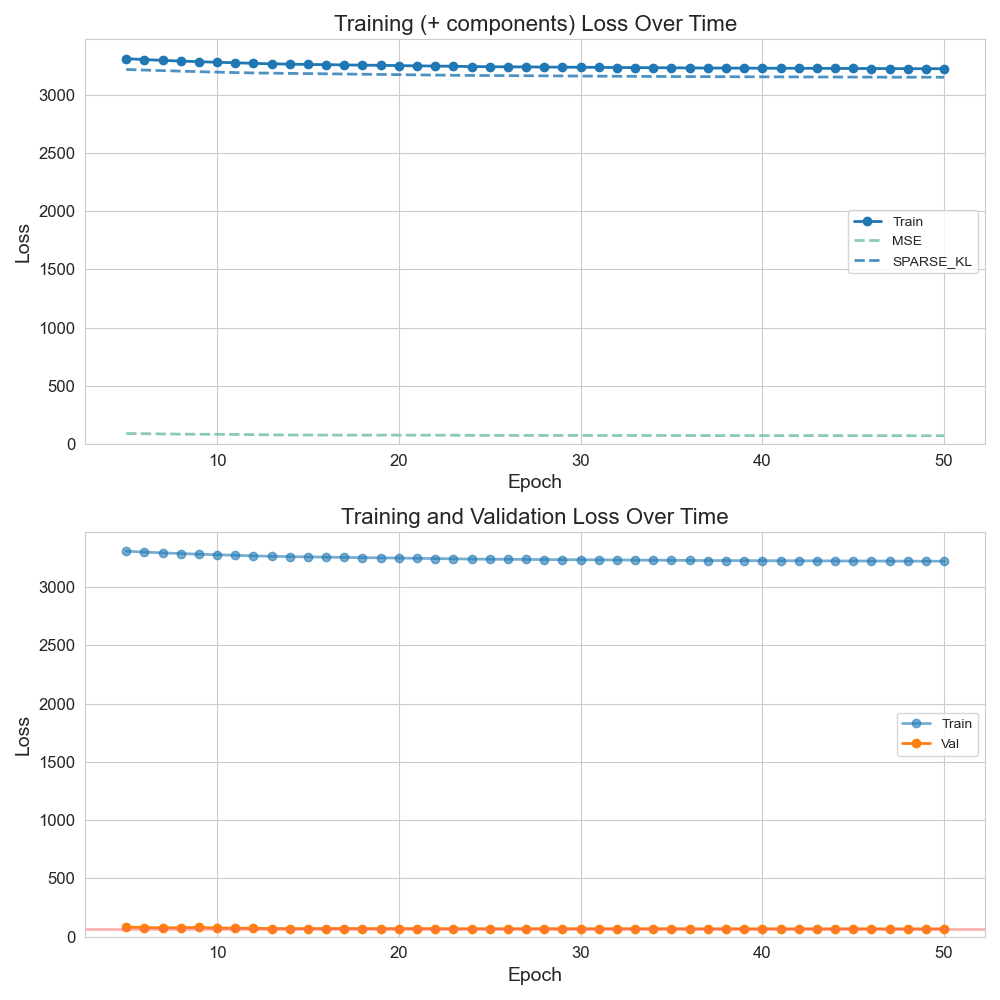 Training (+ components) Loss Over Time
Loss
3000
2500
2000
1500
1000
500
0
Train
MSE
SPARSE_KL
10 20 30 40 50
Epoch
Training and Validation Loss Over Time
Loss
3000
2500
2000
1500
1000
500
0
Train
Val
10 20 30 40 50
Epoch